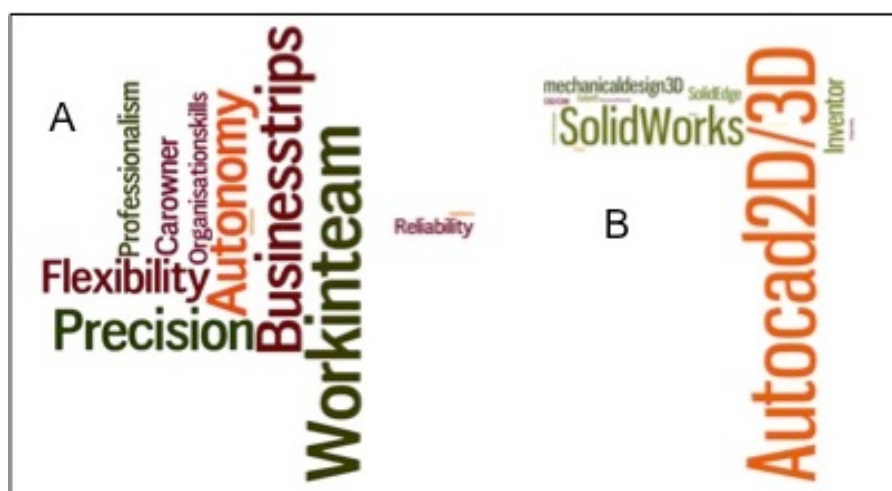 A
Professionalism
Carowner
Organisationskills
Autonomy
Businesstrips
Workinteam
Flexibility
Precision
Reliability
B
mechanicaldesign3D
SolidEdge
SolidWorks
Autocad2D/3D
Inventor